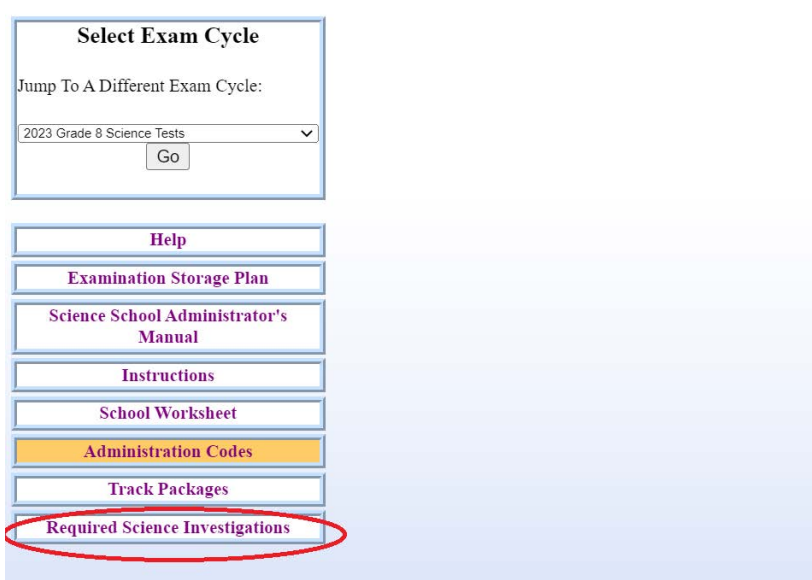 Select Exam Cycle
Jump To A Different Exam Cycle:
2023 Grade 8 Science Tests
Go
Help
Examination Storage Plan
Science School Administrator's
Manual
Instructions
School Worksheet
Administration Codes
Track Packages
Required Science Investigations